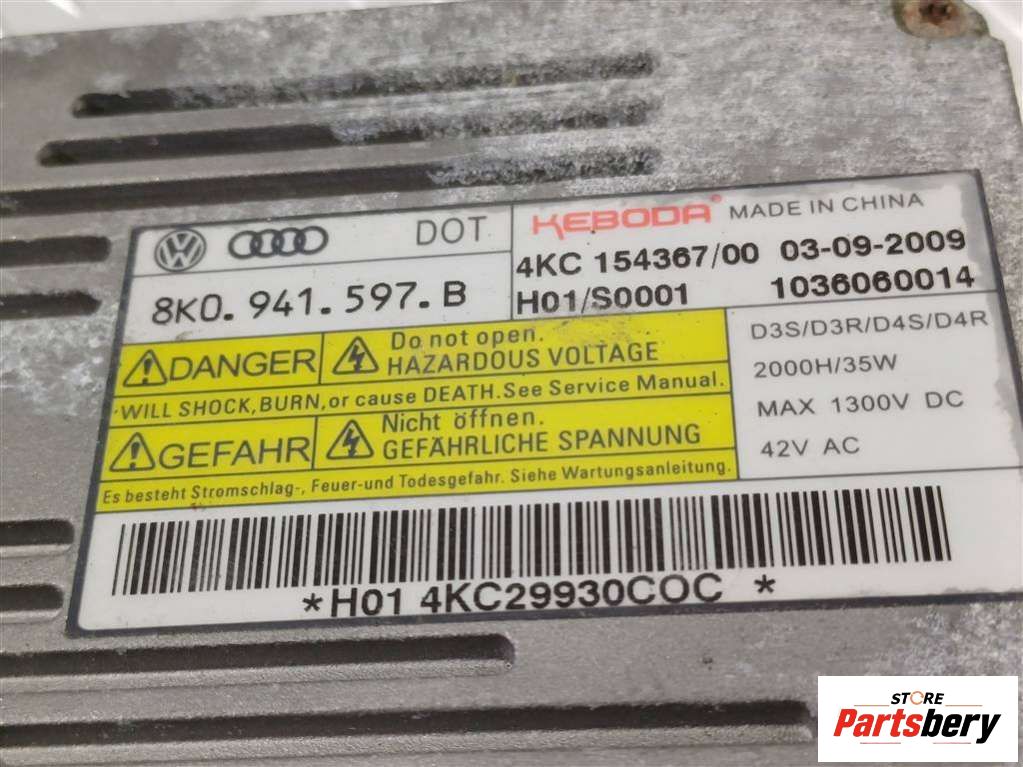 VW
DOT
KEBODA® MADE IN CHINA
8K0.941.597.B
4KC 154367/00 03-09-2009
H01/S0001 1036060014
DANGER
Do not open.
HAZARDOUS VOLTAGE
WILL SHOCK, BURN, or cause DEATH. See Service Manual.
GEFAHR
Nicht öffnen.
GEFÄHRLICHE SPANNUNG
Es besteht Stromschlag-, Feuer-und Todesgefahr. Siehe Wartungsanleitung.
D3S/D3R/D4S/D4R
2000H/35W
MAX 1300V DC
42V AC
*H01 4KC29930COC *
STORE
Partsbery